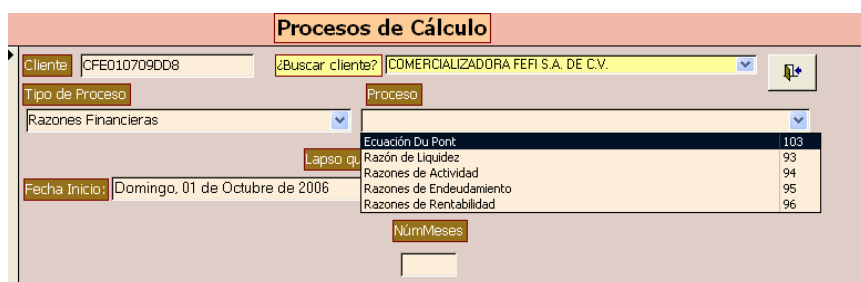 Procesos de Cálculo
Cliente CFE010709DD8 ¿Buscar cliente? COMERCIALIZADORA FEFI S.A. DE C.V.
Tipo de Proceso Proceso
Razones Financieras
Ecuación Du Pont 103
Lapso qu Razón de Liquidez 93
Razones de Actividad 94
Fecha Inicio: Domingo, 01 de Octubre de 2006 Razones de Endeudamiento 95
Razones de Rentabilidad 96
NúmMeses